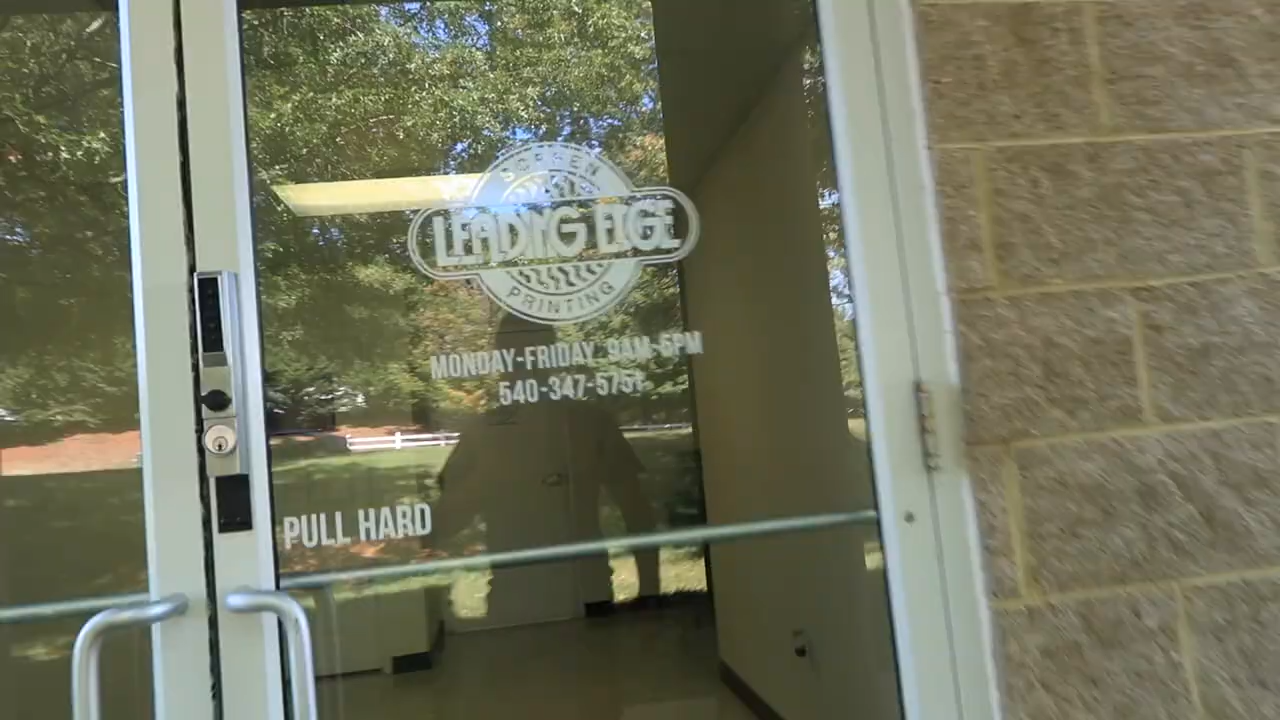 SCREEN
LEADING EDGE
PRINTING
MONDAY-FRIDAY 9AM-5PM
540-347-5751
PULL HARD